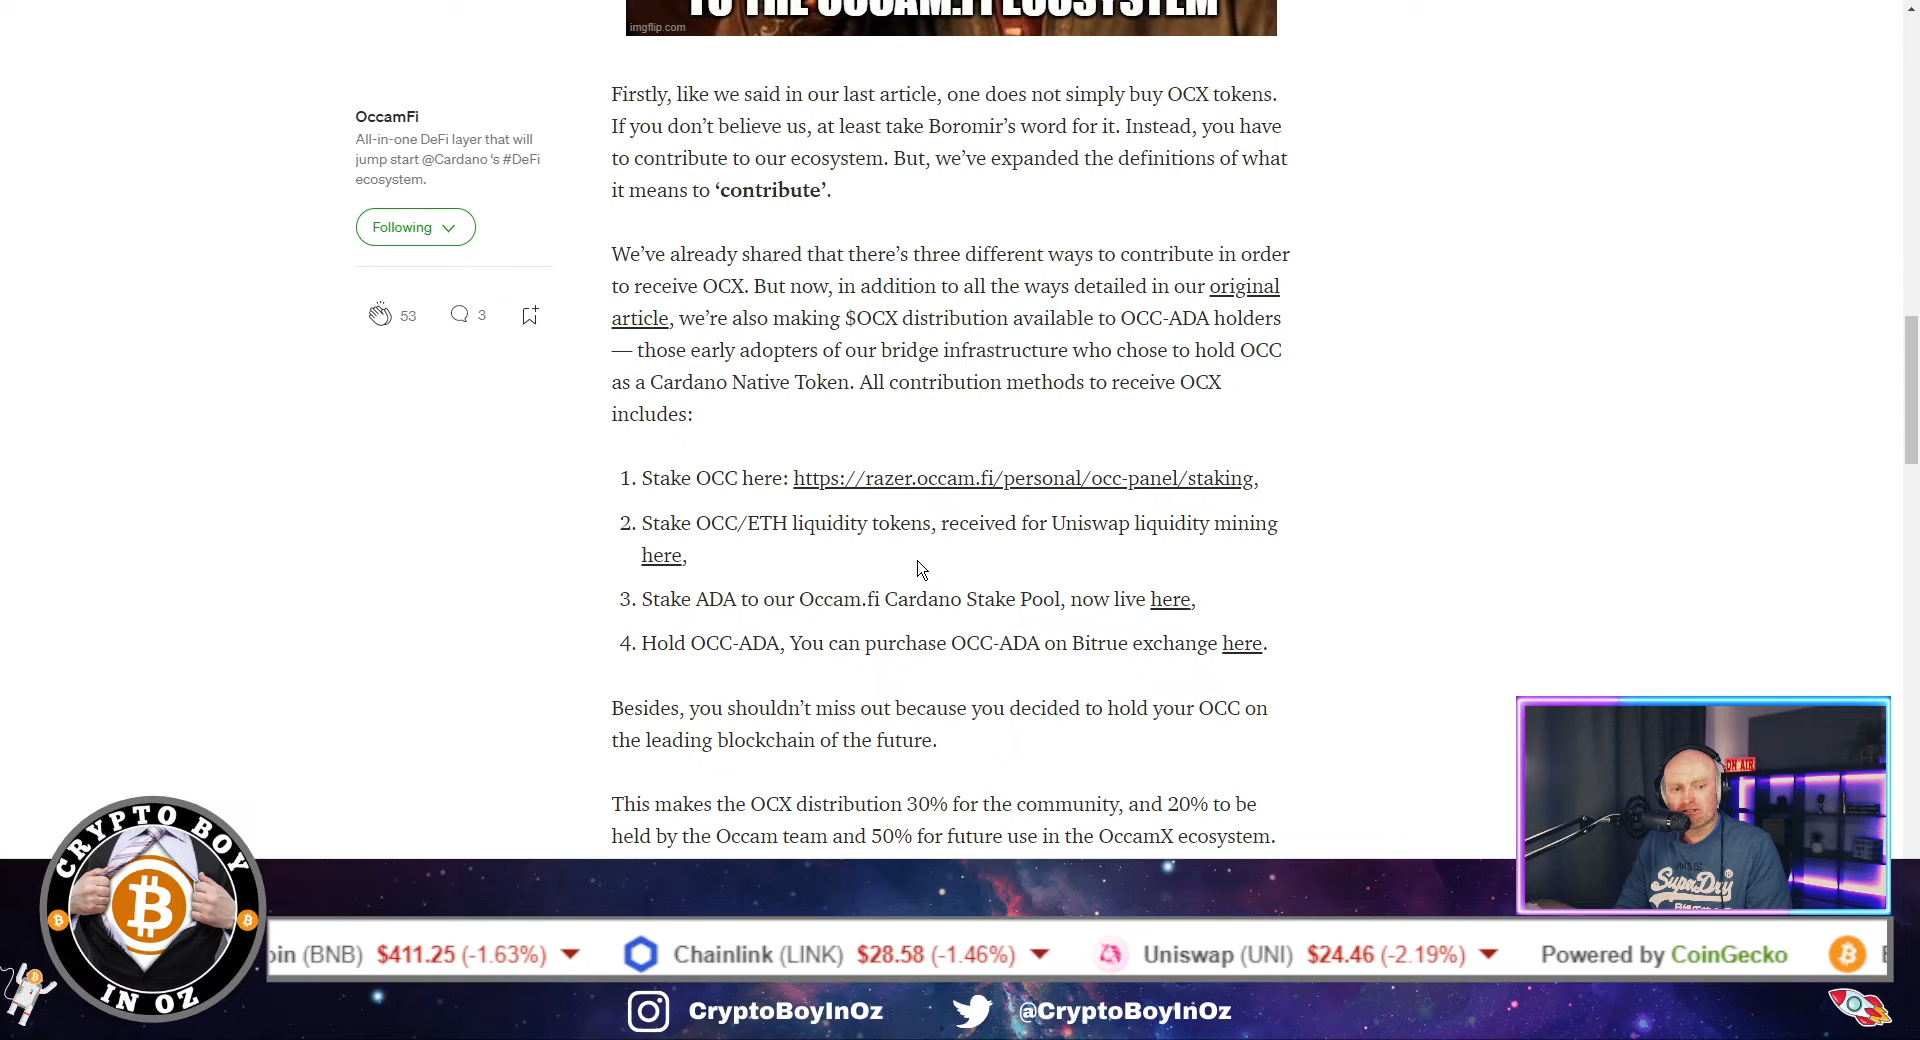 TO THE OCCAM.FI ECOSYSTEM
imgflip.com
OccamFi
All-in-one DeFi layer that will
jump start @Cardano 's #DeFi
ecosystem.
Following
53
3
Firstly, like we said in our last article, one does not simply buy OCX tokens.
If you don't believe us, at least take Boromir's word for it. Instead, you have
to contribute to our ecosystem. But, we've expanded the definitions of what
it means to 'contribute'.
We've already shared that there's three different ways to contribute in order
to receive OCX. But now, in addition to all the ways detailed in our original
article, we're also making $OCX distribution available to OCC-ADA holders
— those early adopters of our bridge infrastructure who chose to hold OCC
as a Cardano Native Token. All contribution methods to receive OCX
includes:
1. Stake OCC here: https://razer.occam.fi/personal/occ-panel/staking,
2. Stake OCC/ETH liquidity tokens, received for Uniswap liquidity mining
here,
3. Stake ADA to our Occam.fi Cardano Stake Pool, now live here,
4. Hold OCC-ADA, You can purchase OCC-ADA on Bitrue exchange here.
Besides, you shouldn't miss out because you decided to hold your OCC on
the leading blockchain of the future.
This makes the OCX distribution 30% for the community, and 20% to be
held by the Occam team and 50% for future use in the OccamX ecosystem.
ON AIR
SuperDry
CRYPTO BOY
IN OZ
oin (BNB) $411.25 (-1.63%) Chainlink (LINK) $28.58 (-1.46%) Uniswap (UNI) $24.46 (-2.19%) Powered by CoinGecko
CryptoBoyInOz @CryptoBoyInOz